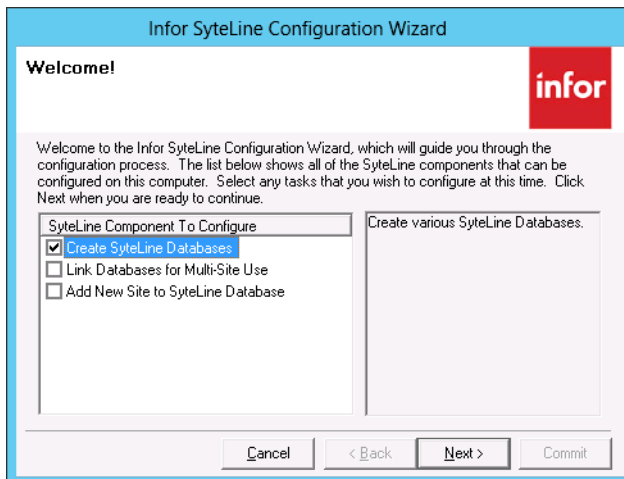 Infor SyteLine Configuration Wizard
Welcome!
infor
Welcome to the Infor SyteLine Configuration Wizard, which will guide you through the
configuration process. The list below shows all of the SyteLine components that can be
configured on this computer. Select any tasks that you wish to configure at this time. Click
Next when you are ready to continue.
SyteLine Component To Configure
Create SyteLine Databases
Link Databases for Multi-Site Use
Add New Site to SyteLine Database
Create various SyteLine Databases.
Cancel
< Back
Next >
Commit